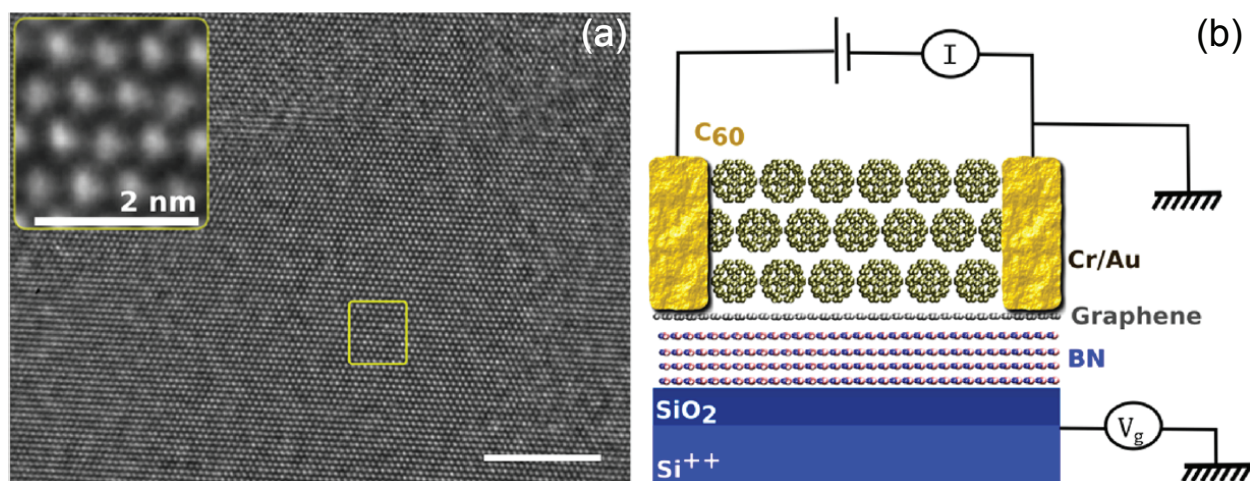 (a)
2 nm
(b)
I
C60
Cr/Au
Graphene
BN
SiO2
Vg
Si++